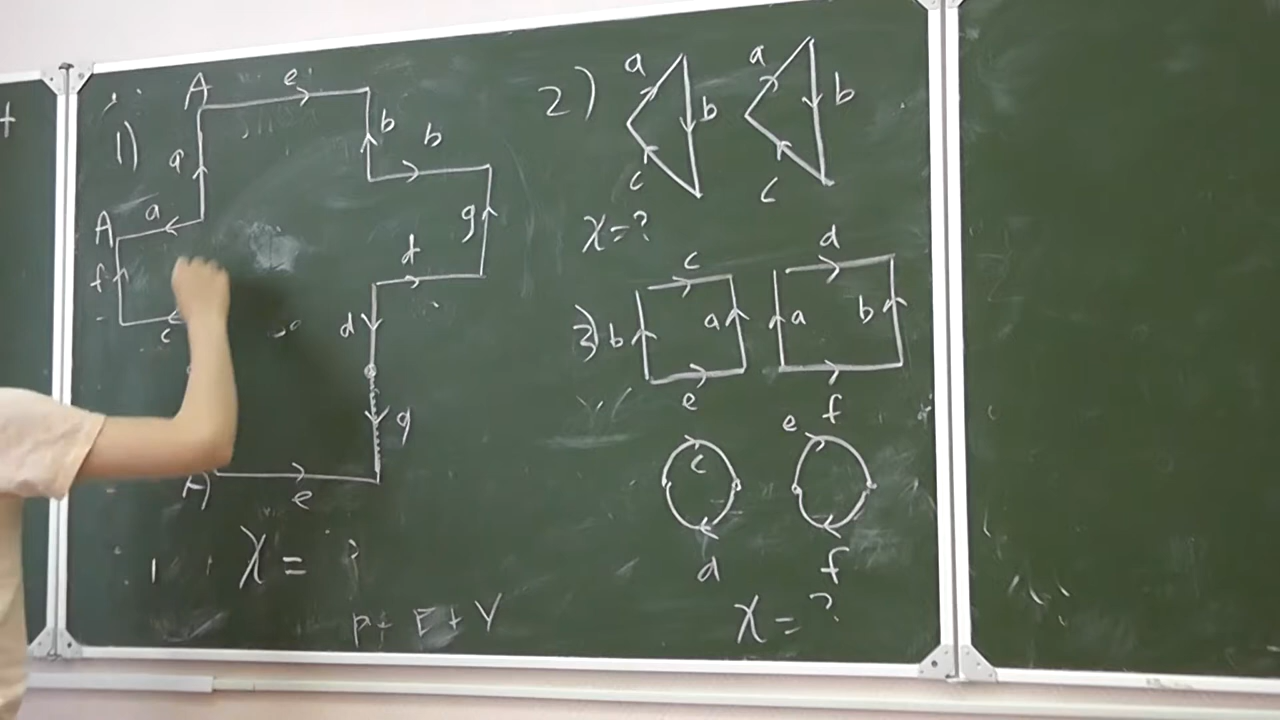 t
1)
A
e
b
b
a
A
a
g
f
d
c
d
g
A
e
χ = ?
F + E + V
2)
a
b
c
a
b
c
χ = ?
3)
c
b
a
e
d
a
b
f
c
d
e
f
χ = ?